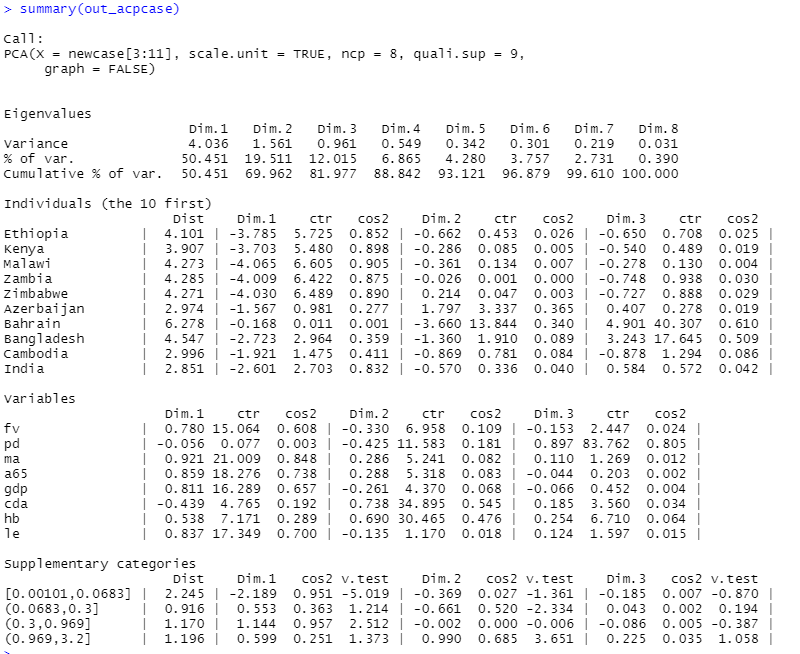 > summary(out_acpcase)

Call:
PCA(X = newcase[3:11], scale.unit = TRUE, ncp = 8, quali.sup = 9,
     graph = FALSE)

Eigenvalues
                       Dim.1   Dim.2   Dim.3   Dim.4   Dim.5   Dim.6   Dim.7   Dim.8
Variance               4.036   1.561   0.961   0.549   0.342   0.301   0.219   0.031
% of var.             50.451  19.511  12.015   6.865   4.280   3.757   2.731   0.390
Cumulative % of var.  50.451  69.962  81.977  88.842  93.121  96.879  99.610 100.000

Individuals (the 10 first)
                 Dist    Dim.1    ctr   cos2    Dim.2    ctr   cos2    Dim.3    ctr   cos2
Ethiopia     |  4.101 | -3.785  5.725  0.852 | -0.662  0.453  0.026 | -0.650  0.708  0.025 |
Kenya        |  3.907 | -3.703  5.480  0.898 | -0.286  0.085  0.005 | -0.540  0.489  0.019 |
Malawi       |  4.273 | -4.065  6.605  0.905 | -0.361  0.134  0.007 | -0.278  0.130  0.004 |
Zambia       |  4.285 | -4.009  6.422  0.875 | -0.026  0.001  0.000 | -0.748  0.938  0.030 |
Zimbabwe     |  4.271 | -4.030  6.489  0.890 |  0.214  0.047  0.003 | -0.727  0.888  0.029 |
Azerbaijan   |  2.974 | -1.567  0.981  0.277 |  1.797  3.337  0.365 |  0.407  0.278  0.019 |
Bahrain      |  6.278 | -0.168  0.011  0.001 | -3.660 13.844  0.340 |  4.901 40.307  0.610 |
Bangladesh   |  4.547 | -2.723  2.964  0.359 | -1.360  1.910  0.089 |  3.243 17.645  0.509 |
Cambodia     |  2.996 | -1.921  1.475  0.411 | -0.869  0.781  0.084 | -0.878  1.294  0.086 |
India        |  2.851 | -2.601  2.703  0.832 | -0.570  0.336  0.040 |  0.584  0.572  0.042 |

Variables
                Dim.1    ctr   cos2    Dim.2    ctr   cos2    Dim.3    ctr   cos2
fv           |  0.780 15.064  0.608 | -0.330  6.958  0.109 | -0.153  2.447  0.024 |
pd           | -0.056  0.077  0.003 | -0.425 11.583  0.181 |  0.897 83.762  0.805 |
ma           |  0.921 21.009  0.848 |  0.286  5.241  0.082 |  0.110  1.269  0.012 |
a65          |  0.859 18.276  0.738 |  0.288  5.318  0.083 | -0.044  0.203  0.002 |
gdp          |  0.811 16.289  0.657 | -0.261  4.370  0.068 | -0.066  0.452  0.004 |
cda          | -0.439  4.765  0.192 |  0.738 34.895  0.545 |  0.185  3.560  0.034 |
hb           |  0.538  7.171  0.289 |  0.690 30.465  0.476 |  0.254  6.710  0.064 |
le           |  0.837 17.349  0.700 | -0.135  1.170  0.018 |  0.124  1.597  0.015 |

Supplementary categories
                    Dist    Dim.1   cos2 v.test    Dim.2   cos2 v.test    Dim.3   cos2 v.test
[0.00101,0.0683] |  2.245 | -2.189  0.951 -5.019 | -0.369  0.027 -1.361 | -0.185  0.007 -0.870 |
(0.0683,0.3]     |  0.916 |  0.553  0.363  1.214 | -0.661  0.520 -2.334 |  0.043  0.002  0.194 |
(0.3,0.969]      |  1.170 |  1.144  0.957  2.512 | -0.002  0.000 -0.006 | -0.086  0.005 -0.387 |
(0.969,3.2]      |  1.196 |  0.599  0.251  1.373 |  0.990  0.685  3.651 |  0.225  0.035  1.058 |
>